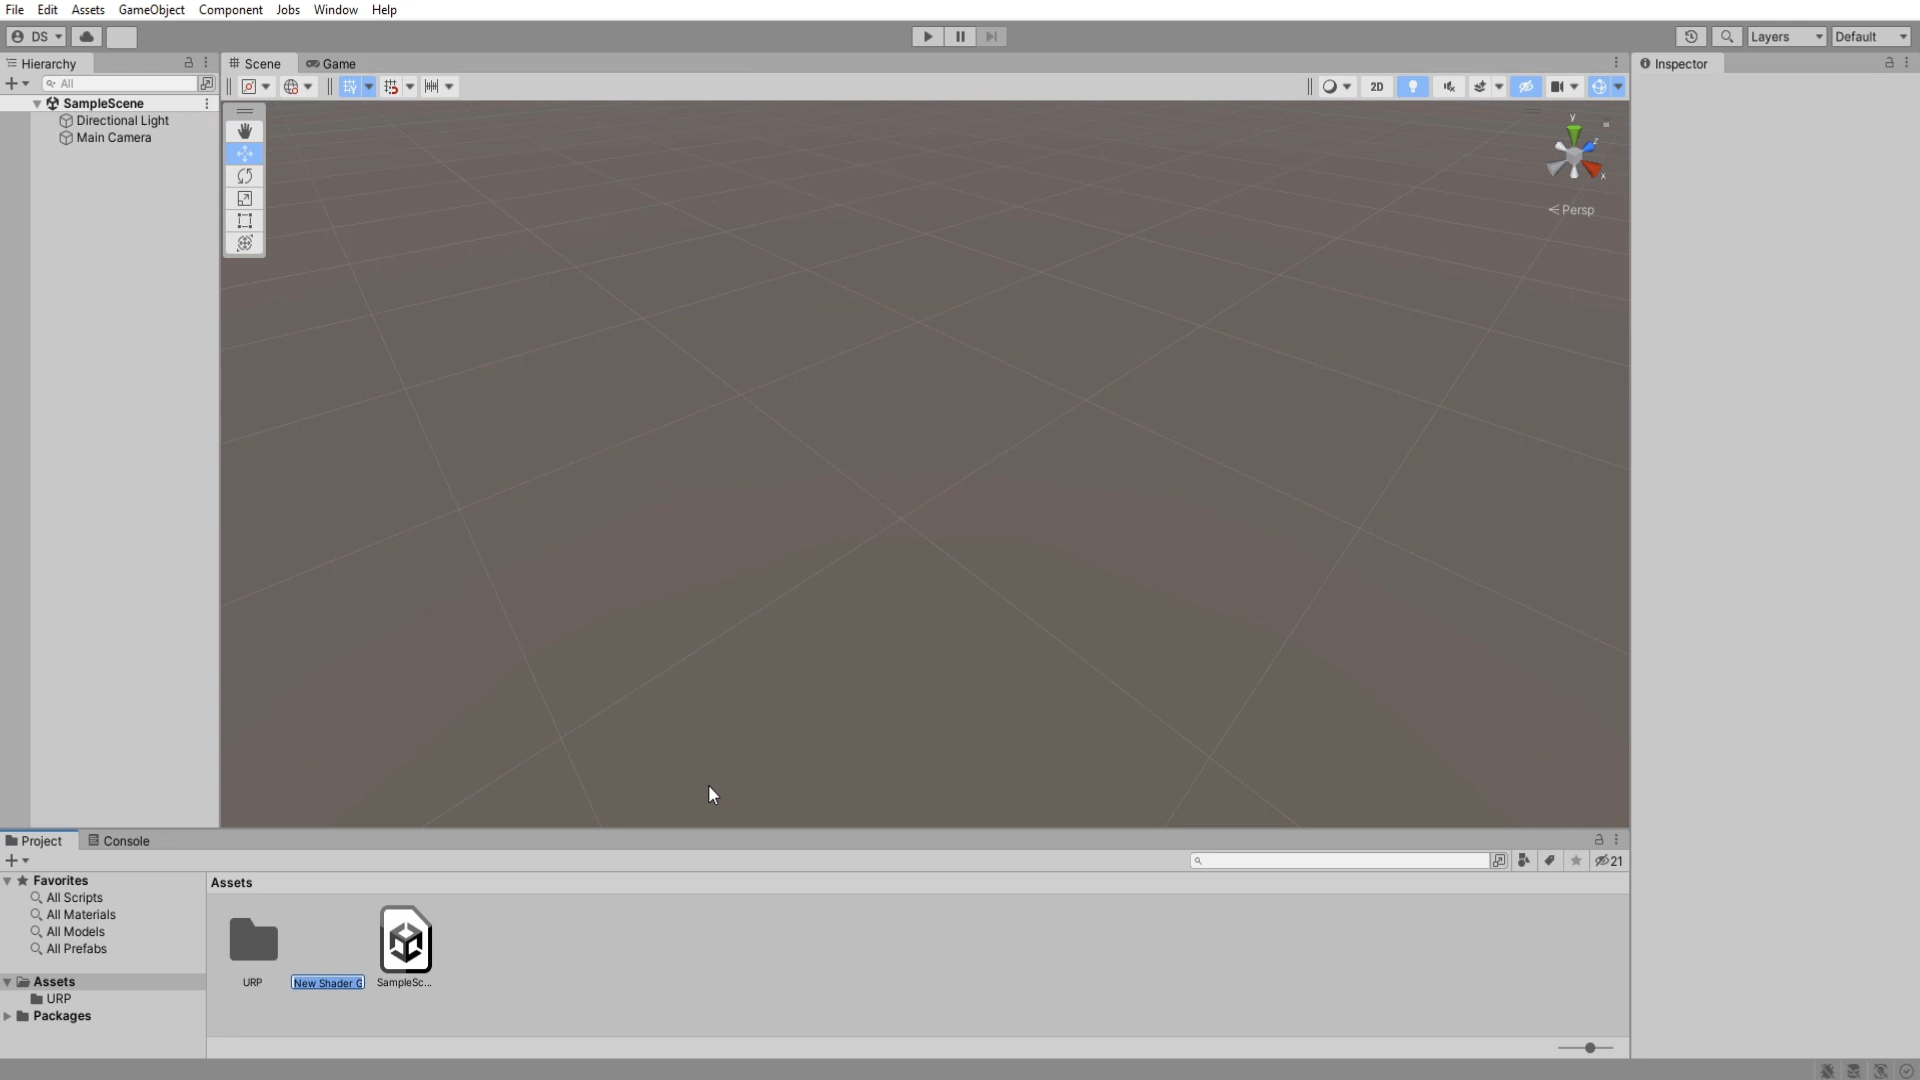 File Edit Assets GameObject Component Jobs Window Help
DS Layers Default
Hierarchy Scene Game Inspector
All 2D
SampleScene
Directional Light
Main Camera
y
z
x
Persp
Project Console
21
Favorites Assets
All Scripts
All Materials
All Models
All Prefabs
Assets URP New Shader G SampleSc...
URP
Packages